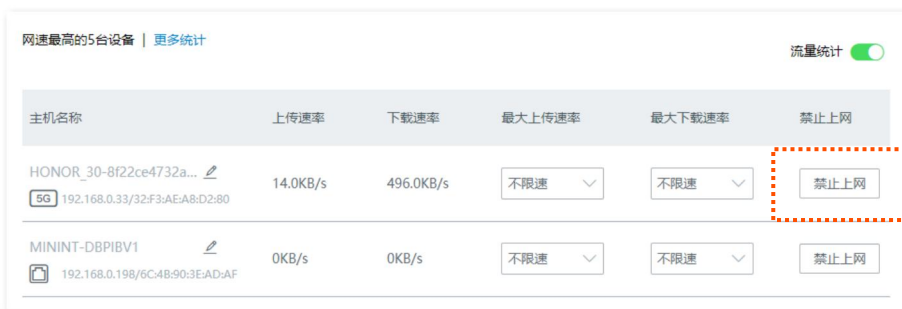 网速最高的5台设备 | 更多统计
流量统计
主机名称 上传速率 下载速率 最大上传速率 最大下载速率 禁止上网
HONOR_30-8f22ce4732a...
14.0KB/s 496.0KB/s 不限速 不限速 禁止上网
5G 192.168.0.33/32:F3:AE:A8:D2:80
MININT-DBPIBV1
0KB/s 0KB/s 不限速 不限速 禁止上网
192.168.0.198/6C:4B:90:3E:AD:AF